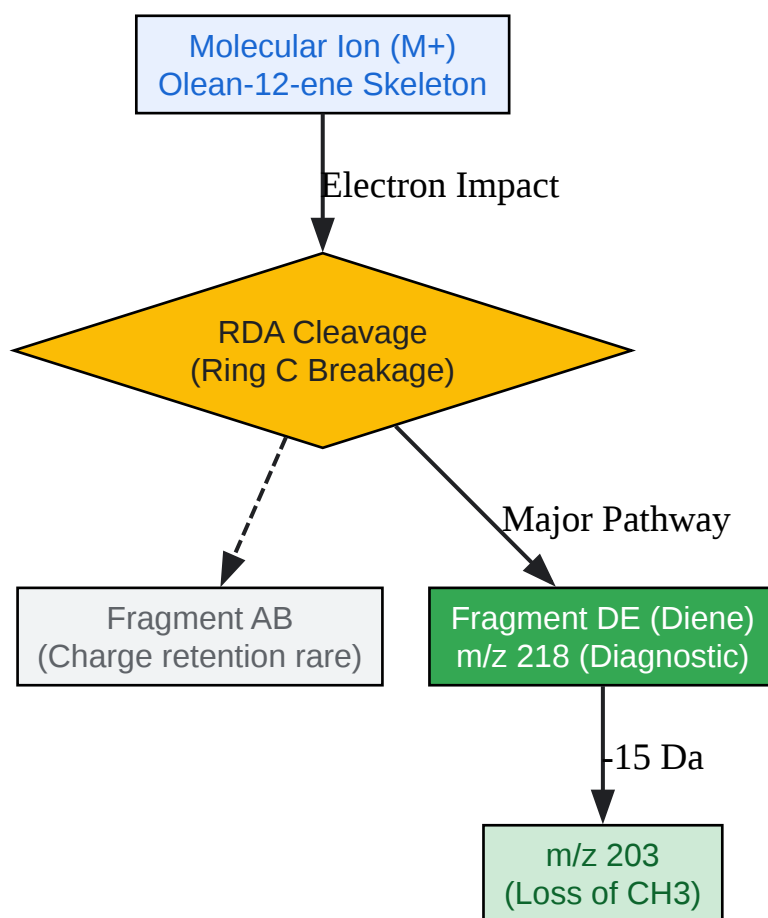 Molecular Ion (M+)
Olean-12-ene Skeleton
Electron Impact
RDA Cleavage
(Ring C Breakage)
Major Pathway
Fragment AB
(Charge retention rare)
Fragment DE (Diene)
m/z 218 (Diagnostic)
-15 Da
m/z 203
(Loss of CH3)